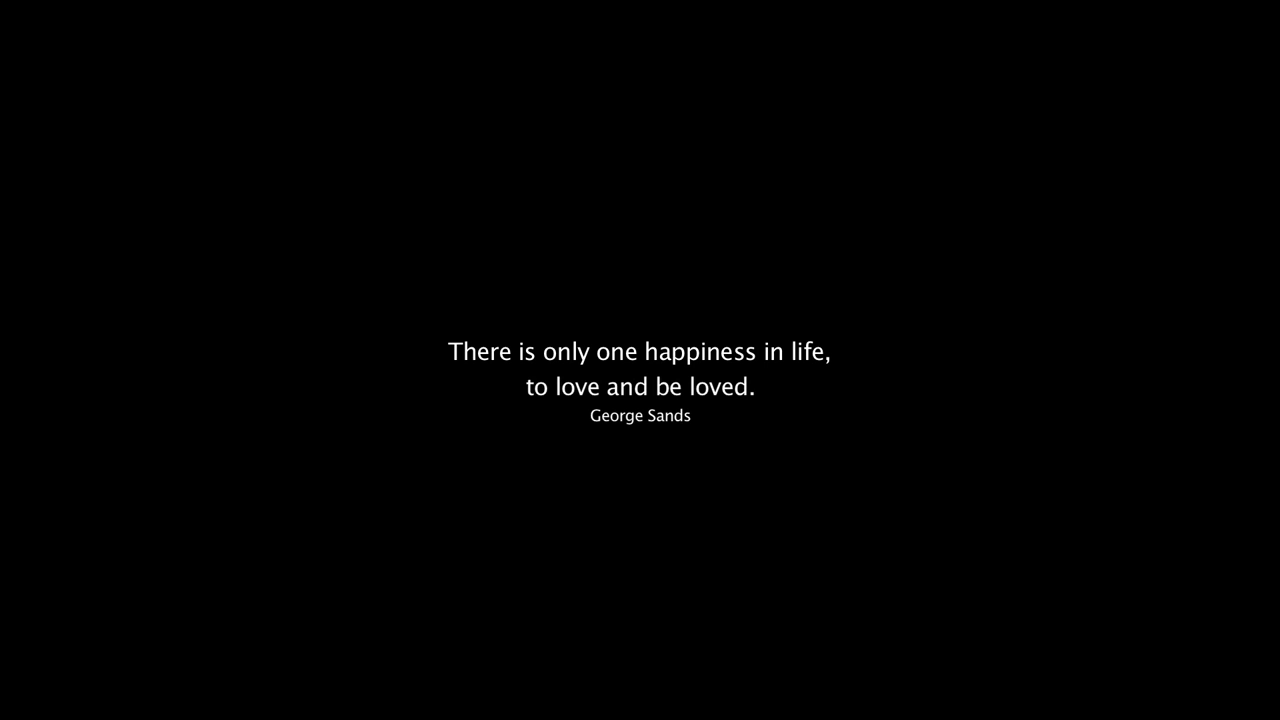 There is only one happiness in life,
to love and be loved.
George Sands